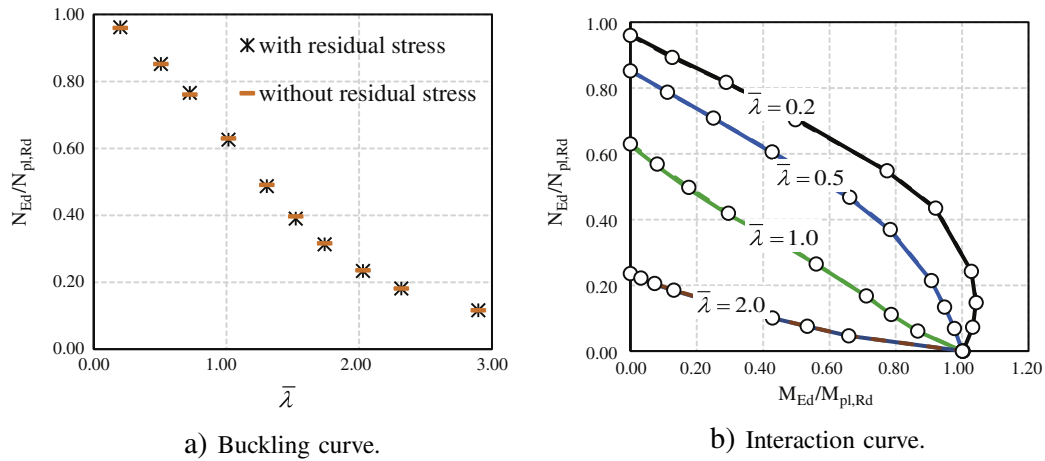 1.00
0.80
0.60
0.40
0.20
0.00
N_Ed/N_pl,Rd
with residual stress
without residual stress
0.00 1.00 2.00 3.00
λ̅
a) Buckling curve.
1.00
0.80
0.60
0.40
0.20
0.00
N_Ed/N_pl,Rd
λ̅ = 0.2
λ̅ = 0.5
λ̅ = 1.0
λ̅ = 2.0
0.00 0.20 0.40 0.60 0.80 1.00 1.20
M_Ed/M_pl,Rd
b) Interaction curve.